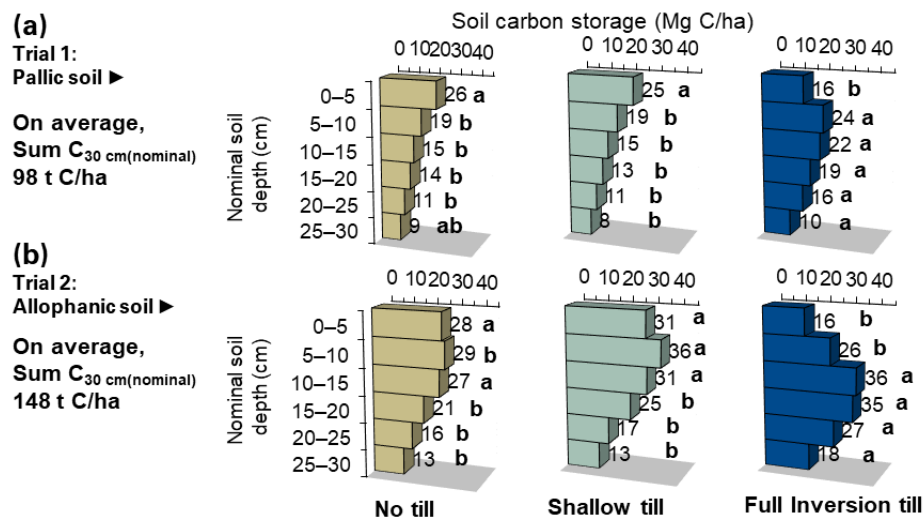 (a)
Soil carbon storage (Mg C/ha)
Trial 1:
Pallic soil ►
On average,
Sum C30 cm(nominal)
98 t C/ha
Nominal soil
depth (cm)
0 10 20 30 40
0 10 20 30 40
0 10 20 30 40
0–5 26 a 25 a 16 b
5–10 19 b 19 b 24 a
10–15 15 b 15 b 22 a
15–20 14 b 13 b 19 a
20–25 11 b 11 b 16 a
25–30 9 ab 8 b 10 a
(b)
Trial 2:
Allophanic soil ►
On average,
Sum C30 cm(nominal)
148 t C/ha
Nominal soil
depth (cm)
0 10 20 30 40
0 10 20 30 40
0 10 20 30 40
0–5 28 a 31 a 16 b
5–10 29 b 36 a 26 b
10–15 27 a 31 a 36 a
15–20 21 b 25 b 35 a
20–25 16 b 17 b 27 a
25–30 13 b 13 b 18 a
No till
Shallow till
Full Inversion till